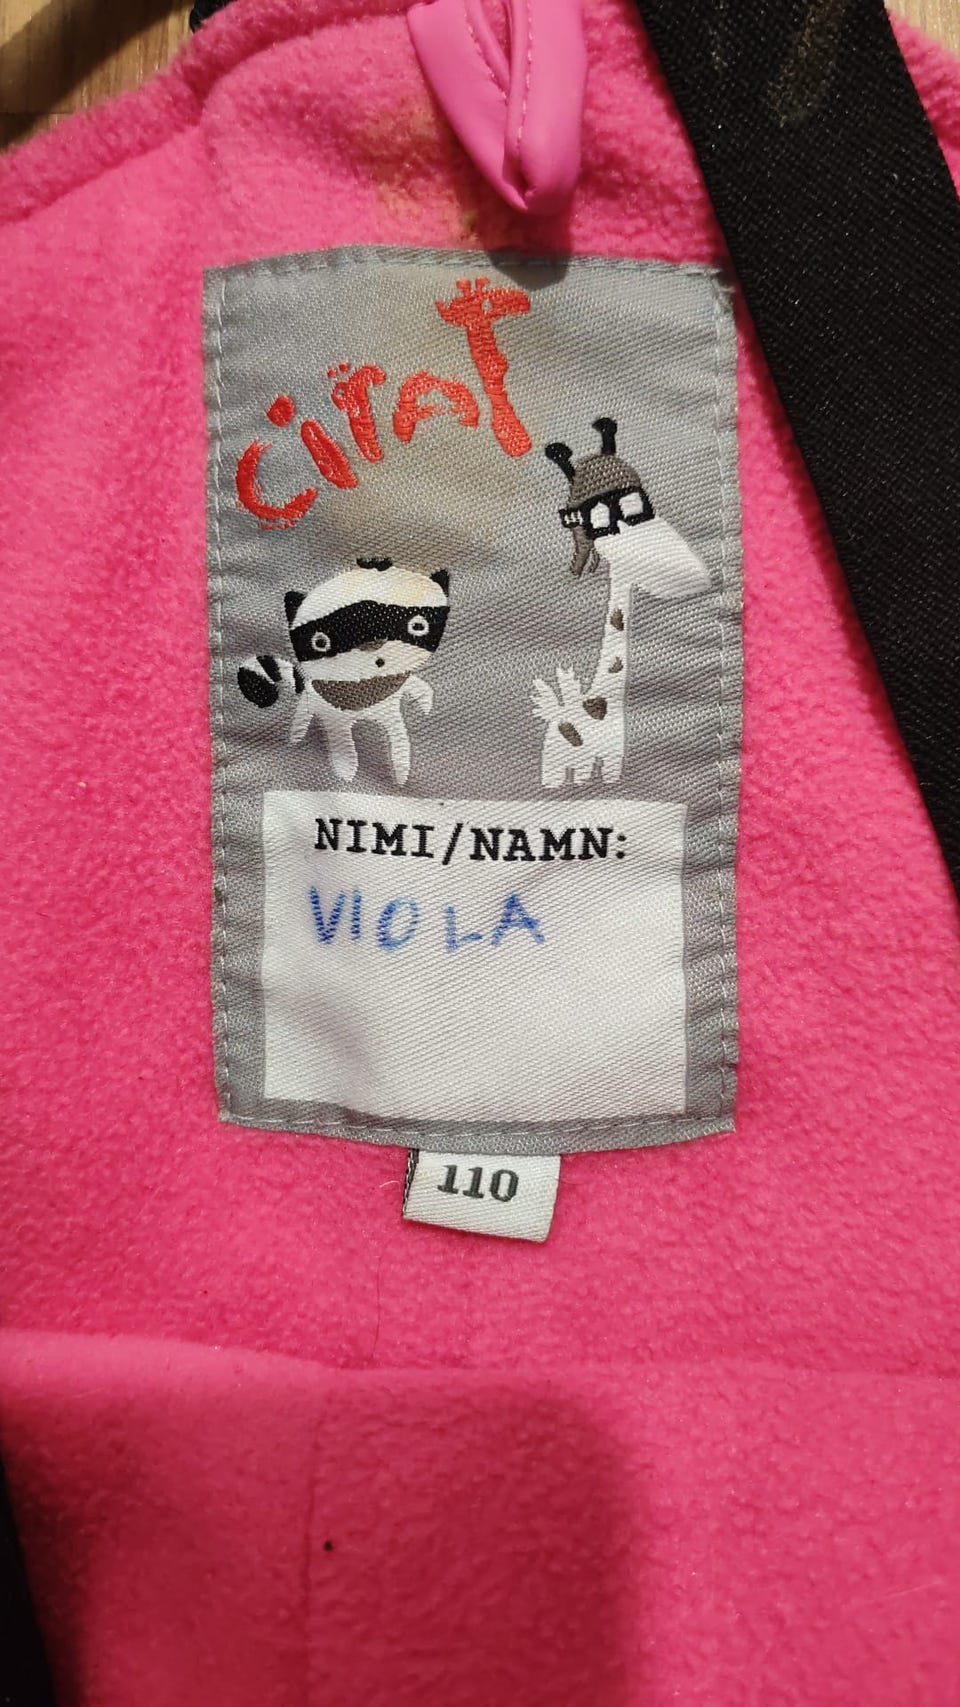 ciraf
NIMI/NAMN:
VIOLA
110